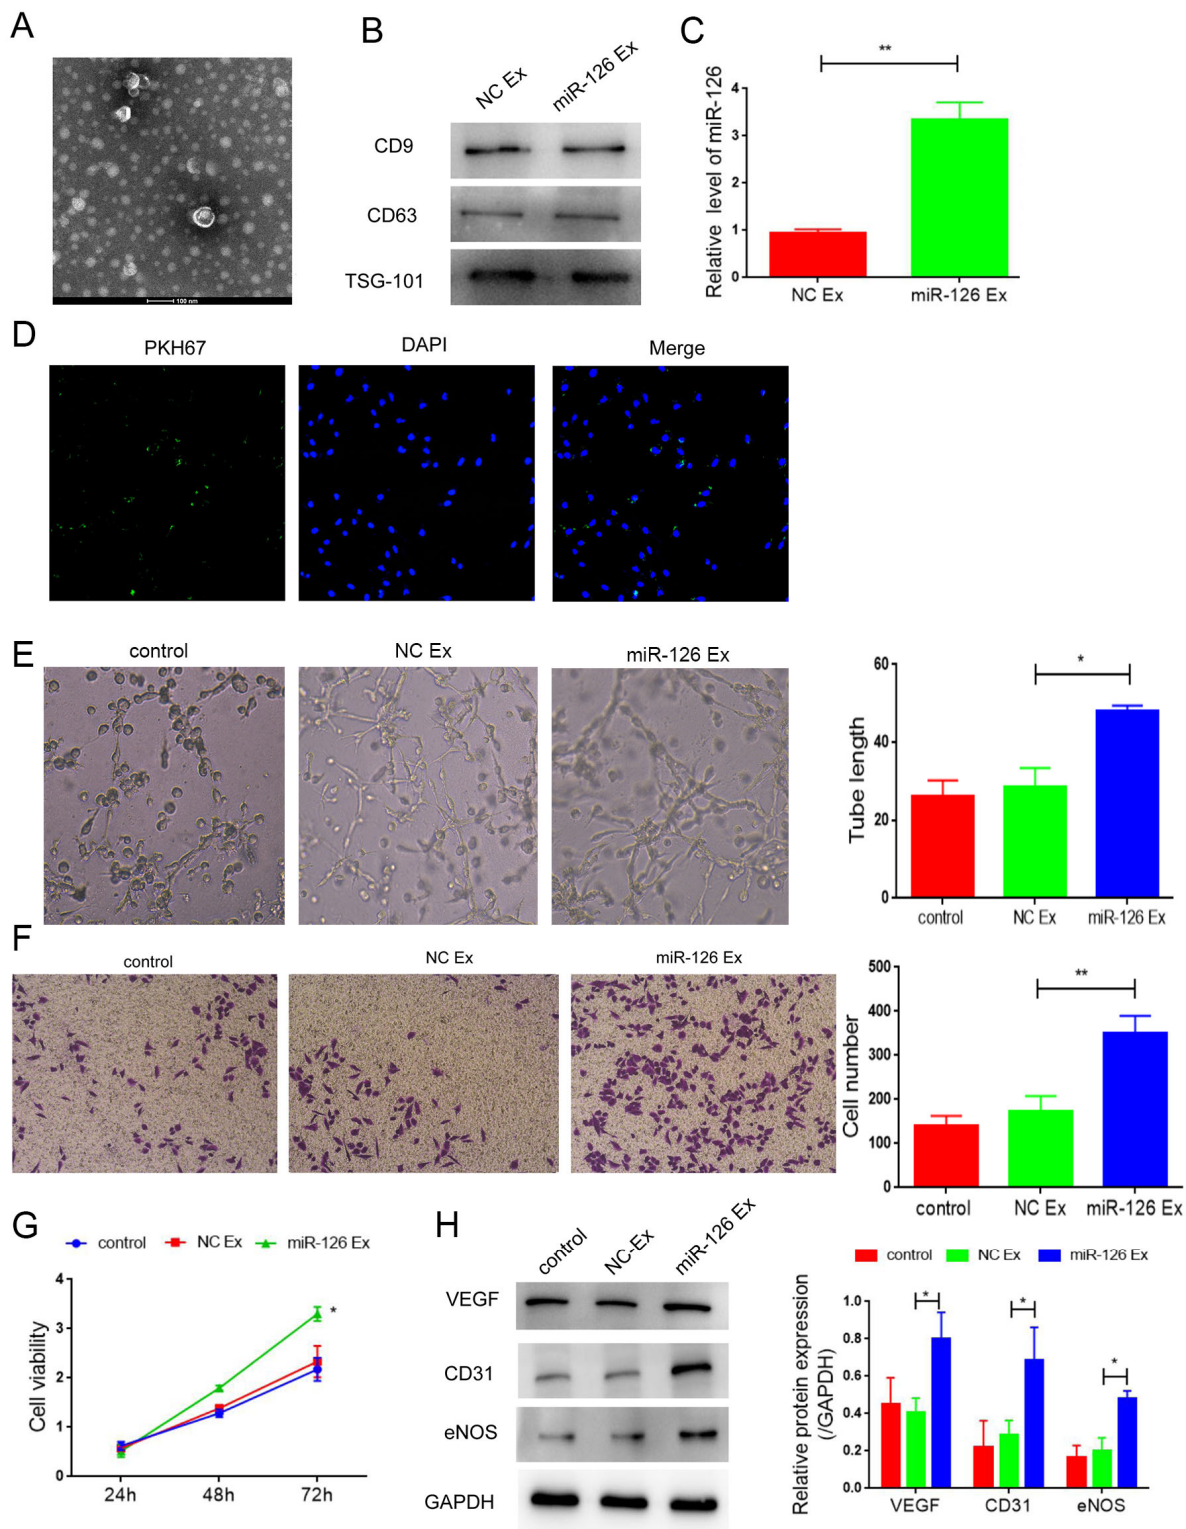 A
100 nm
B
NC Ex
miR-126 Ex
CD9
CD63
TSG-101
C
**
Relative level of miR-126
4
3
2
1
0
NC Ex
miR-126 Ex
D
PKH67
DAPI
Merge
E
control
NC Ex
miR-126 Ex
*
Tube length
60
40
20
0
control
NC Ex
miR-126 Ex
F
control
NC Ex
miR-126 Ex
**
Cell number
500
400
300
200
100
0
control
NC Ex
miR-126 Ex
G
control
NC Ex
miR-126 Ex
*
Cell viability
4
3
2
1
0
24h
48h
72h
H
control
NC-Ex
miR-126 Ex
VEGF
CD31
eNOS
GAPDH
control
NC Ex
miR-126 Ex
*
*
*
Relative protein expression
(/GAPDH)
1.0
0.8
0.6
0.4
0.2
0.0
VEGF
CD31
eNOS